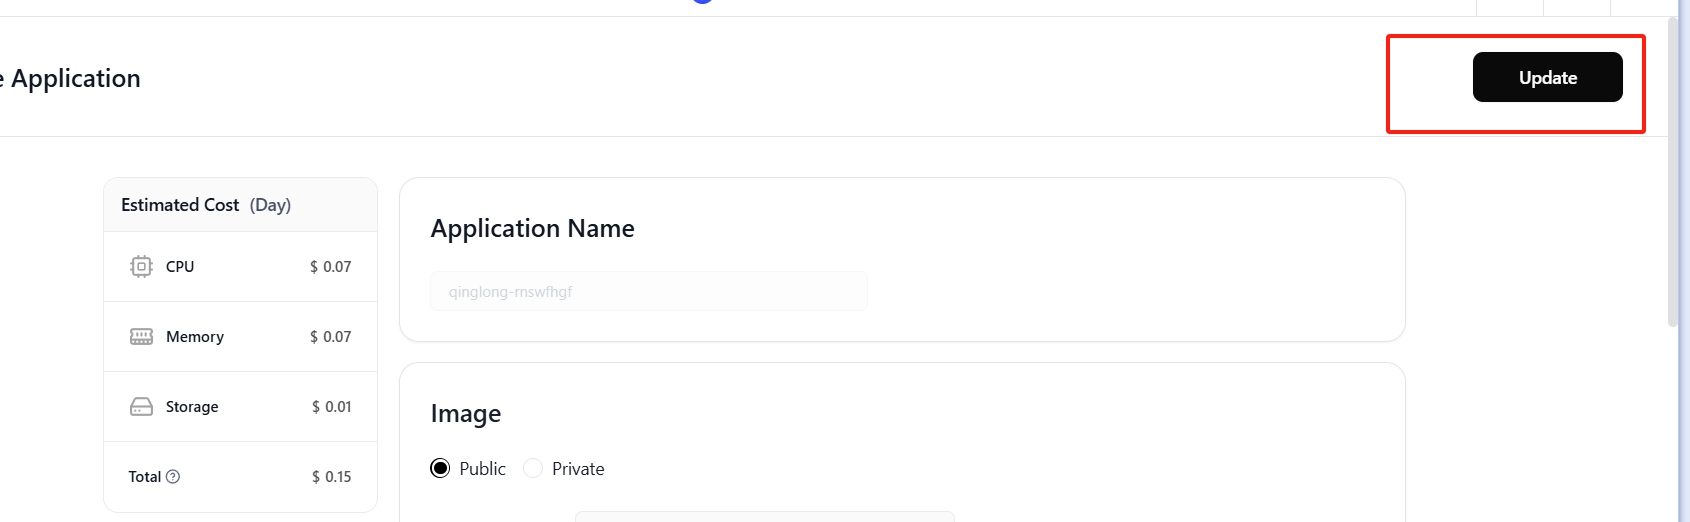 e Application
Update
Estimated Cost (Day)
CPU $ 0.07
Memory $ 0.07
Storage $ 0.01
Total $ 0.15
Application Name
qinglong-rnswfhgf
Image
Public Private